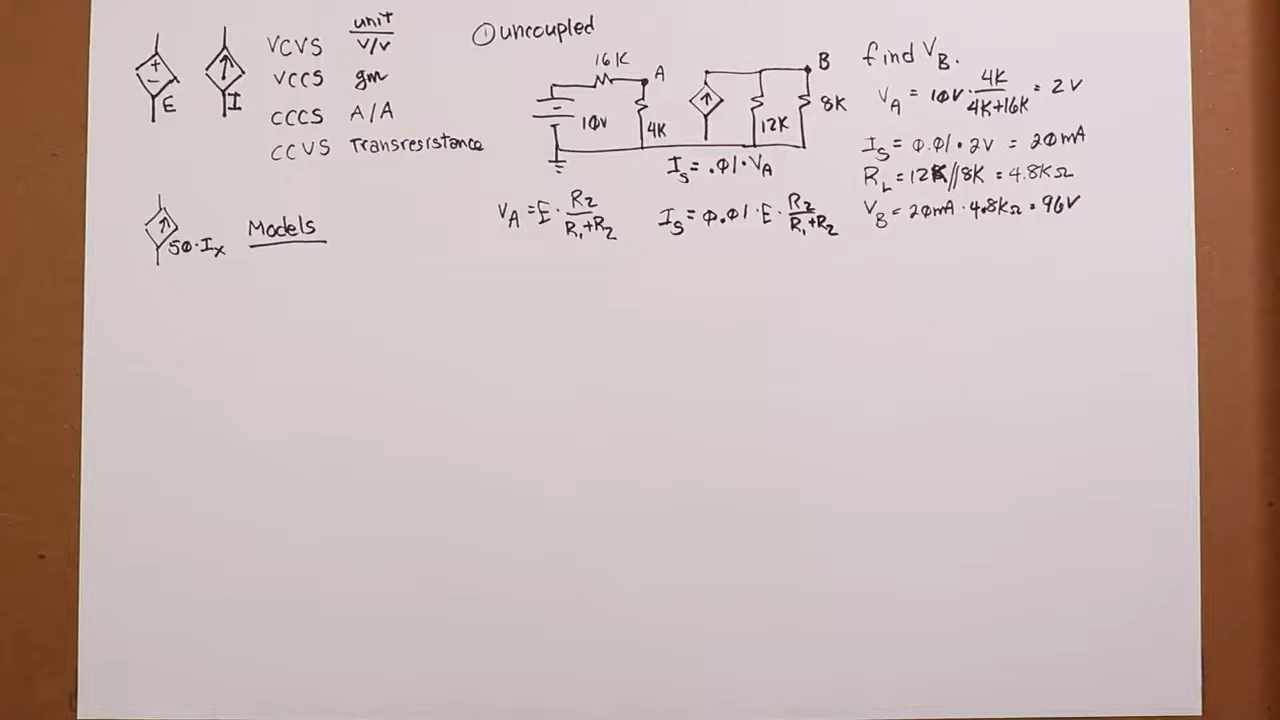 unit
VCVS V/V
VCCS gm
CCCS A/A
CCVS Transresistance
E
I
50·Ix
Models
① uncoupled
16K
A
10V
4K
B
12K
8K
Is = .01·VA
VA = E · R2/(R1+R2)
Is = 0.01 · E · R2/(R1+R2)
find VB.
VA = 10V · 4K/(4K+16K) = 2V
Is = 0.01 · 2V = 20mA
RL = 12K//8K = 4.8KΩ
VB = 20mA · 4.8KΩ = 96V